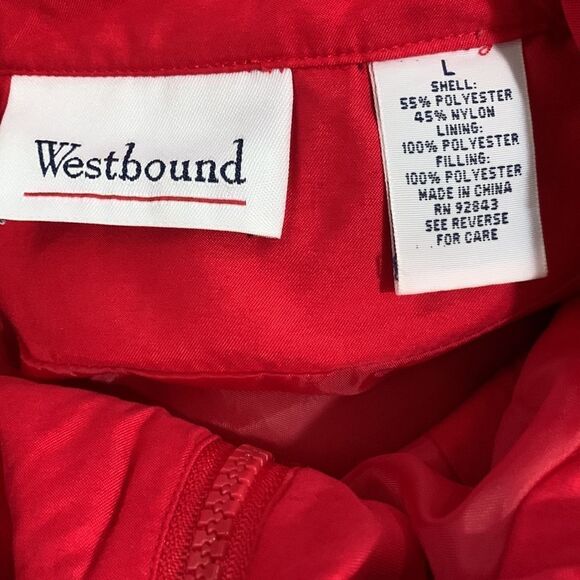 Westbound
L
SHELL:
55% POLYESTER
45% NYLON
LINING:
100% POLYESTER
FILLING:
100% POLYESTER
MADE IN CHINA
RN 92843
SEE REVERSE
FOR CARE